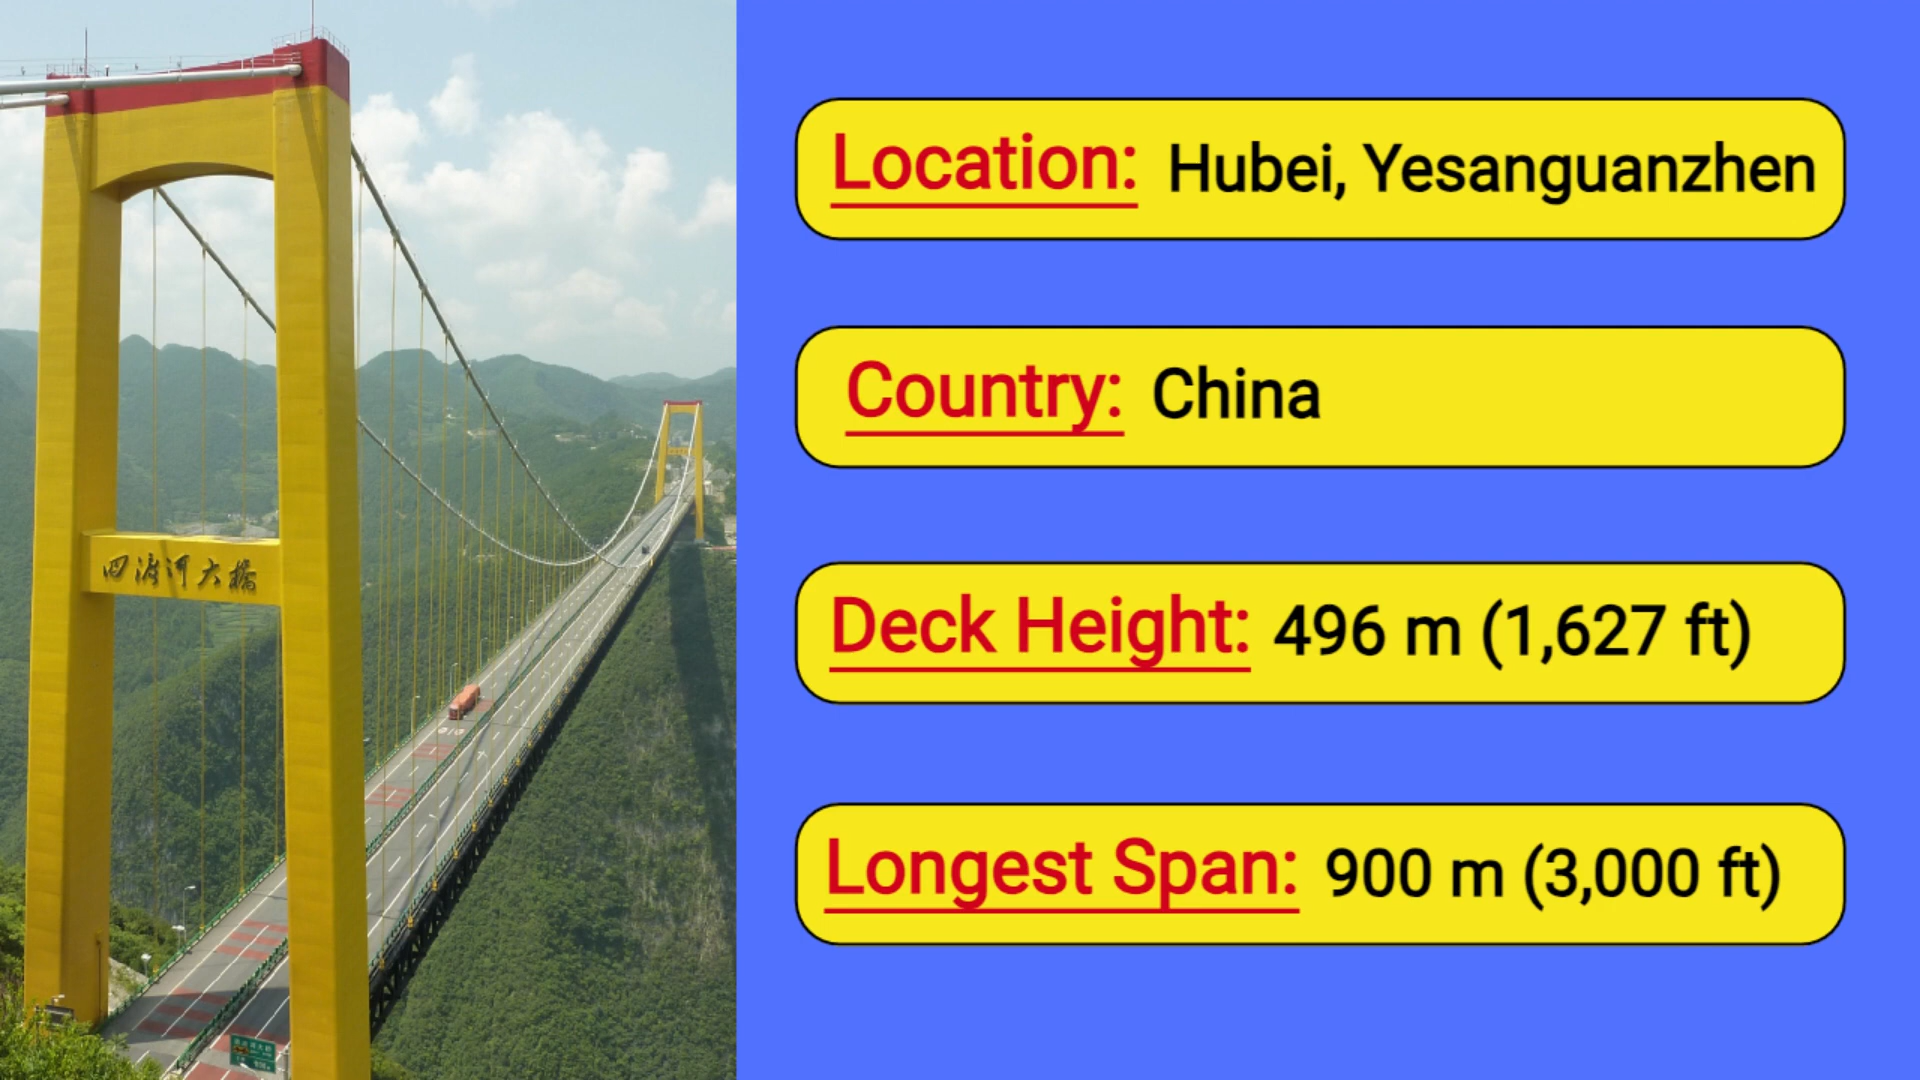 四渡河大橋
Location: Hubei, Yesanguanzhen
Country: China
Deck Height: 496 m (1,627 ft)
Longest Span: 900 m (3,000 ft)